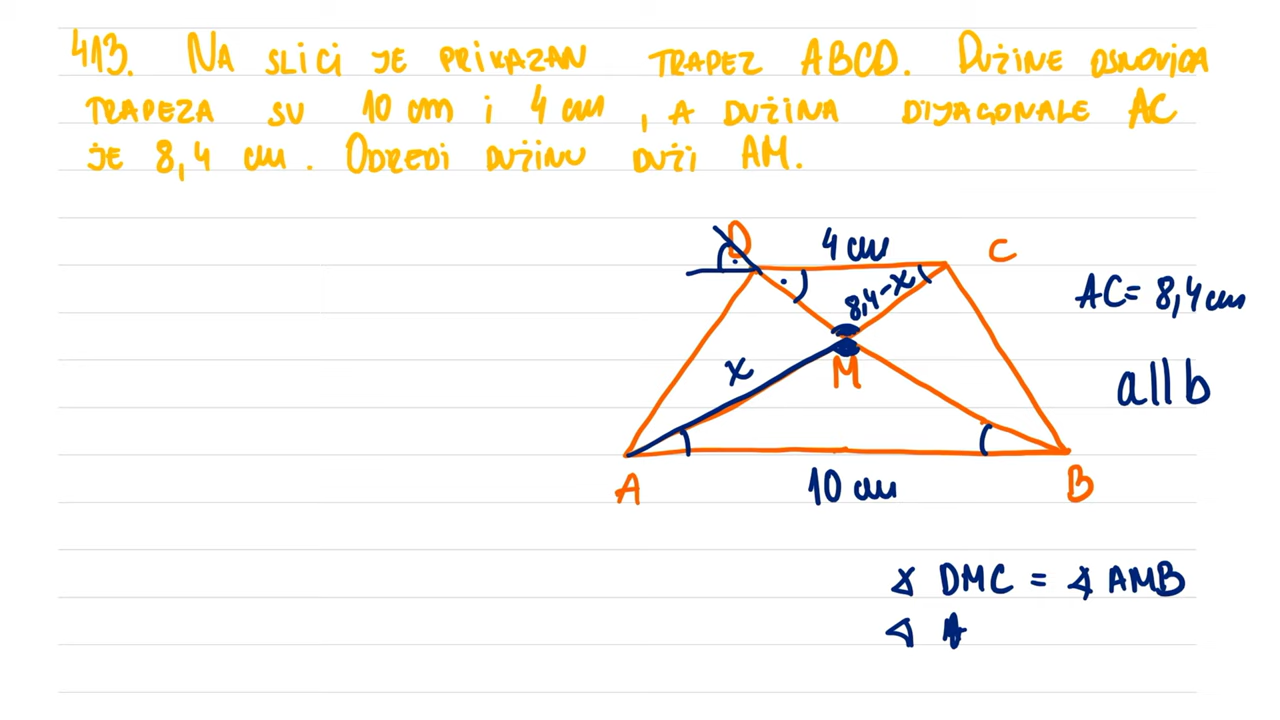 413. NA SLICI JE PRIKAZAN TRAPEZ ABCD. DUŽINE OSNOVICA
TRAPEZA SU 10 cm i 4 cm, A DUŽINA DIJAGONALE AC
JE 8,4 cm. ODREDI DUŽINU DUŽI AM.
D
4 cm
C
8,4-x
AC = 8,4 cm
x
M
a||b
A
10 cm
B
∢ DMC = ∢ AMB
∢